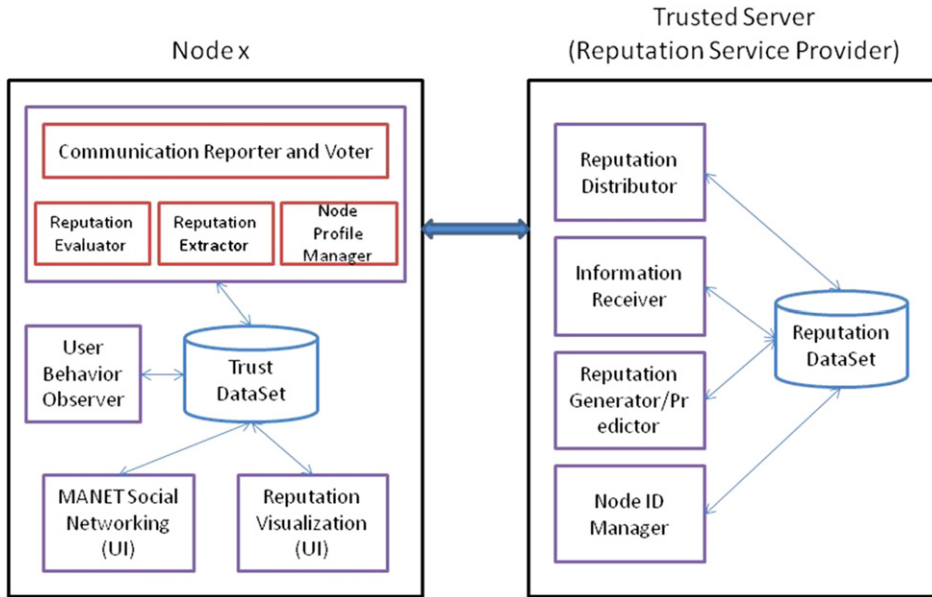 Node x
Trusted Server
(Reputation Service Provider)
Communication Reporter and Voter
Reputation
Evaluator
Reputation
Extractor
Node
Profile
Manager
User
Behavior
Observer
Trust
DataSet
MANET Social
Networking
(UI)
Reputation
Visualization
(UI)
Reputation
Distributor
Information
Receiver
Reputation
Generator/Pr
edictor
Node ID
Manager
Reputation
DataSet